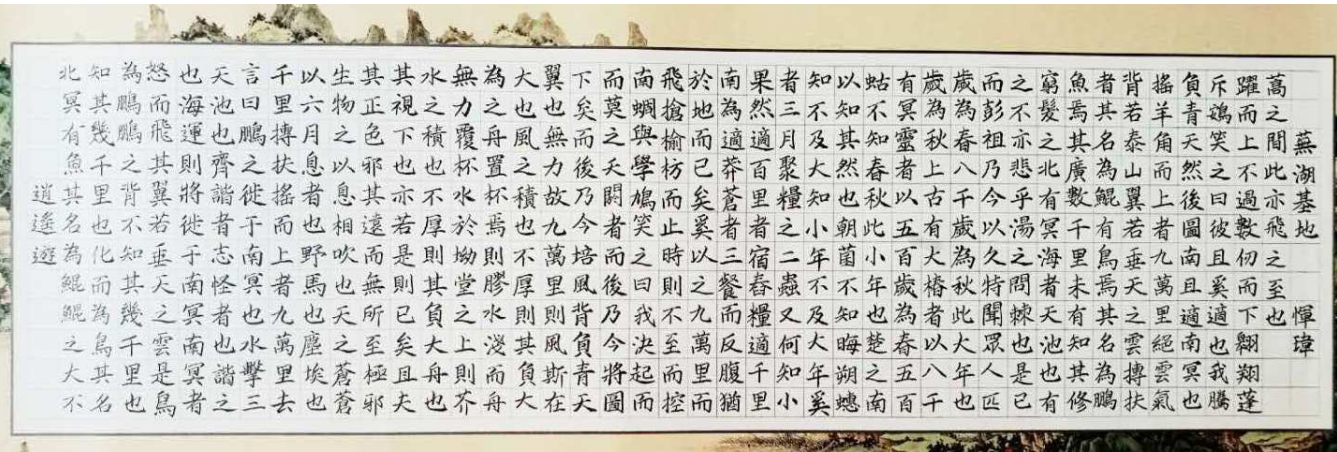 逍遙遊
北冥有魚其名為鯤鯤之大不
知其幾千里也化而為鳥其名
為鵬鵬之背不知其幾千里也
怒而飛其翼若垂天之雲是鳥
也海運則將徙于南冥南冥者
天池也齊諧者志怪者也諧之
言曰鵬之徙于南冥也水擊三
千里摶扶搖而上者九萬里去
以六月息者也野馬也塵埃也
生物之以息相吹也天之蒼蒼
其正色邪其遠而無所至極邪
其視下也亦若是則已矣且夫
水之積也不厚則其負大舟也
無力覆杯水於坳堂之上則芥
為之舟置杯焉則膠水淺而舟
大也風之積也不厚則其負大
翼也無力故九萬里則風斯在
下矣而後乃今培風背負青天
而莫之夭閼者而後乃今將圖
南蜩與學鳩笑之曰我決起而
飛搶榆枋而止時則不至而控
於地而已矣奚以之九萬里而
南為適莽蒼者三餐而反腹猶
果然適百里者宿舂糧適千里
者三月聚糧之二蟲又何知小
知不及大知小年不及大年奚
以知其然也朝菌不知晦朔蟪
蛄不知春秋此小年也楚之南
有冥靈者以五百歲為春五百
歲為秋上古有大椿者以八千
歲為春八千歲為秋此大年也
而彭祖乃今以久特聞眾人匹
之不亦悲乎湯之問棘也是已
窮髮之北有冥海者天池也有
魚焉其廣數千里未有知其修
者其名為鯤有鳥焉其名為鵬
背若泰山翼若垂天之雲摶扶
搖羊角而上者九萬里絕雲氣
負青天然後圖南且適南冥也
斥鴳笑之曰彼且奚適也我騰
躍而上不過數仞而下翱翔蓬
蒿之間此亦飛之至也
蕪湖基地 惲瑋